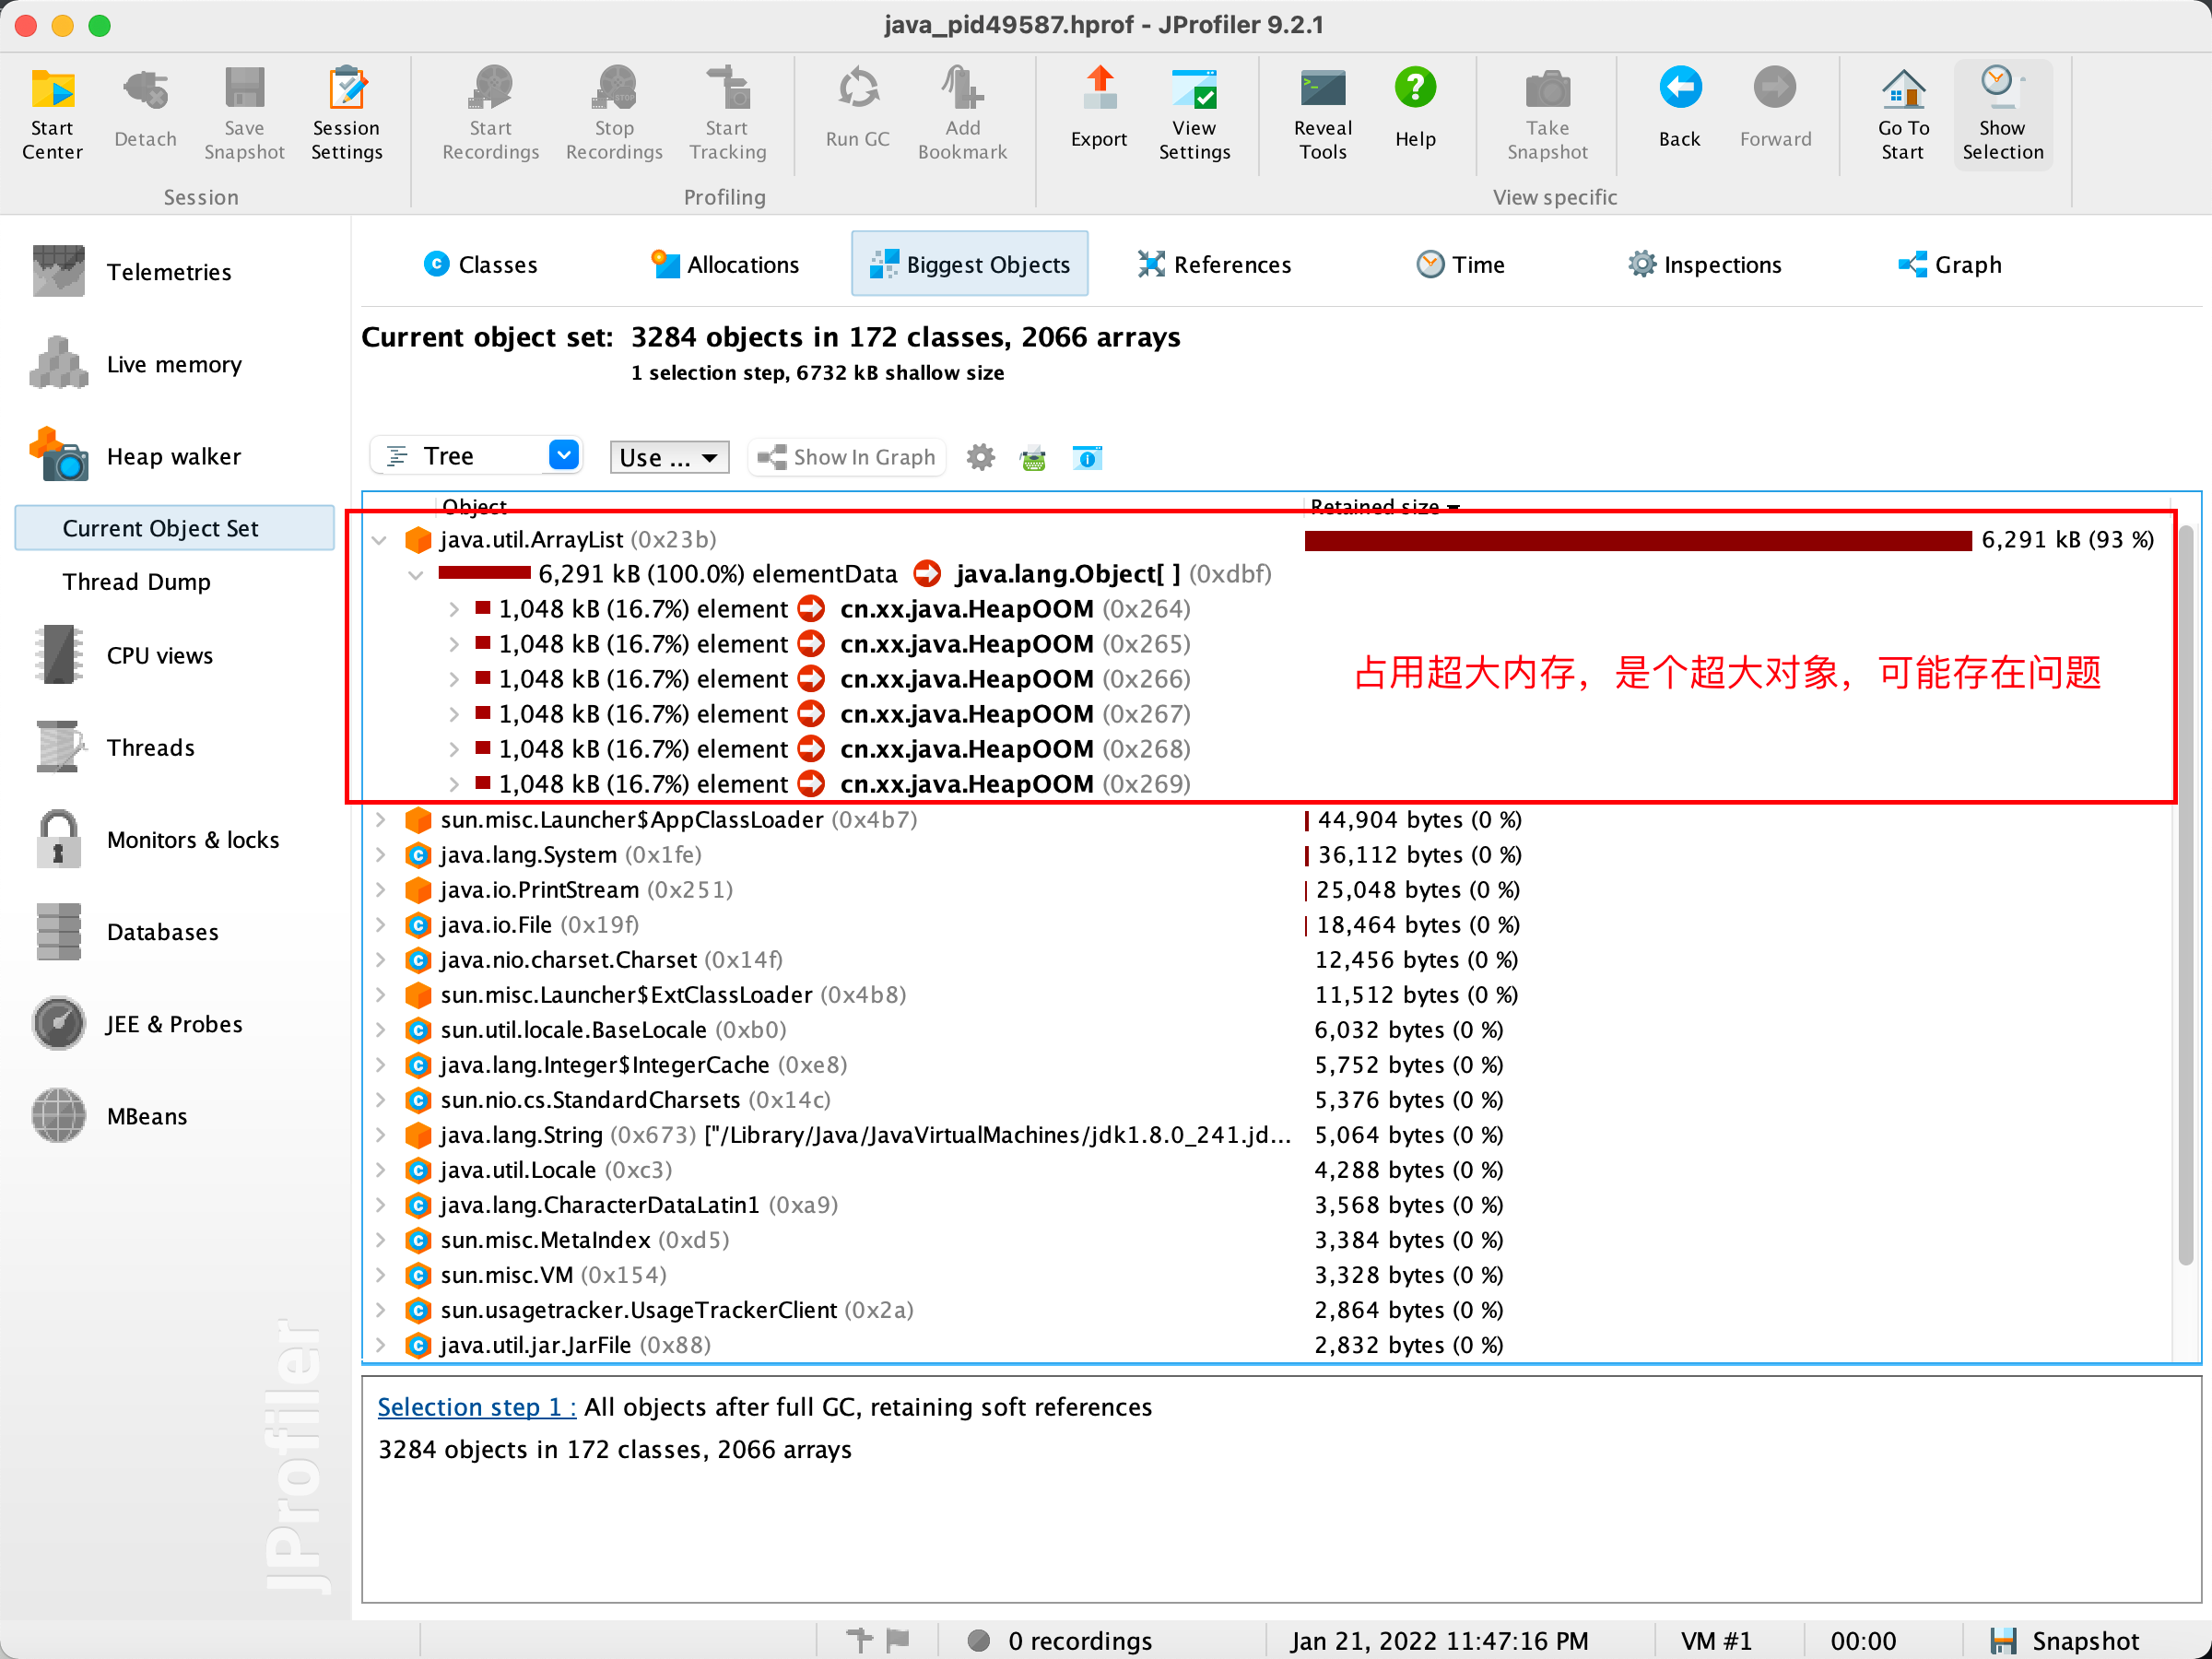 java_pid49587.hprof - JProfiler 9.2.1
Start Center
Detach
Save Snapshot
Session Settings
Start Recordings
Stop Recordings
Start Tracking
Run GC
Add Bookmark
Export
View Settings
Reveal Tools
Help
Take Snapshot
Back
Forward
Go To Start
Show Selection
Session
Profiling
View specific
Telemetries
Live memory
Heap walker
Current Object Set
Thread Dump
CPU views
Threads
Monitors & locks
Databases
JEE & Probes
MBeans
JProfiler
Classes
Allocations
Biggest Objects
References
Time
Inspections
Graph
Current object set: 3284 objects in 172 classes, 2066 arrays
1 selection step, 6732 kB shallow size
Tree
Use ...
Show In Graph
Object Retained size
java.util.ArrayList (0x23b) 6,291 kB (93 %)
6,291 kB (100.0%) elementData java.lang.Object[ ] (0xdbf)
1,048 kB (16.7%) element cn.xx.java.HeapOOM (0x264)
1,048 kB (16.7%) element cn.xx.java.HeapOOM (0x265)
1,048 kB (16.7%) element cn.xx.java.HeapOOM (0x266)
1,048 kB (16.7%) element cn.xx.java.HeapOOM (0x267)
1,048 kB (16.7%) element cn.xx.java.HeapOOM (0x268)
1,048 kB (16.7%) element cn.xx.java.HeapOOM (0x269)
占用超大内存，是个超大对象，可能存在问题
sun.misc.Launcher$AppClassLoader (0x4b7) 44,904 bytes (0 %)
java.lang.System (0x1fe) 36,112 bytes (0 %)
java.io.PrintStream (0x251) 25,048 bytes (0 %)
java.io.File (0x19f) 18,464 bytes (0 %)
java.nio.charset.Charset (0x14f) 12,456 bytes (0 %)
sun.misc.Launcher$ExtClassLoader (0x4b8) 11,512 bytes (0 %)
sun.util.locale.BaseLocale (0xb0) 6,032 bytes (0 %)
java.lang.Integer$IntegerCache (0xe8) 5,752 bytes (0 %)
sun.nio.cs.StandardCharsets (0x14c) 5,376 bytes (0 %)
java.lang.String (0x673) ["/Library/Java/JavaVirtualMachines/jdk1.8.0_241.jd... 5,064 bytes (0 %)
java.util.Locale (0xc3) 4,288 bytes (0 %)
java.lang.CharacterDataLatin1 (0xa9) 3,568 bytes (0 %)
sun.misc.MetaIndex (0xd5) 3,384 bytes (0 %)
sun.misc.VM (0x154) 3,328 bytes (0 %)
sun.usagetracker.UsageTrackerClient (0x2a) 2,864 bytes (0 %)
java.util.jar.JarFile (0x88) 2,832 bytes (0 %)
Selection step 1 : All objects after full GC, retaining soft references
3284 objects in 172 classes, 2066 arrays
0 recordings
Jan 21, 2022 11:47:16 PM
VM #1
00:00
Snapshot